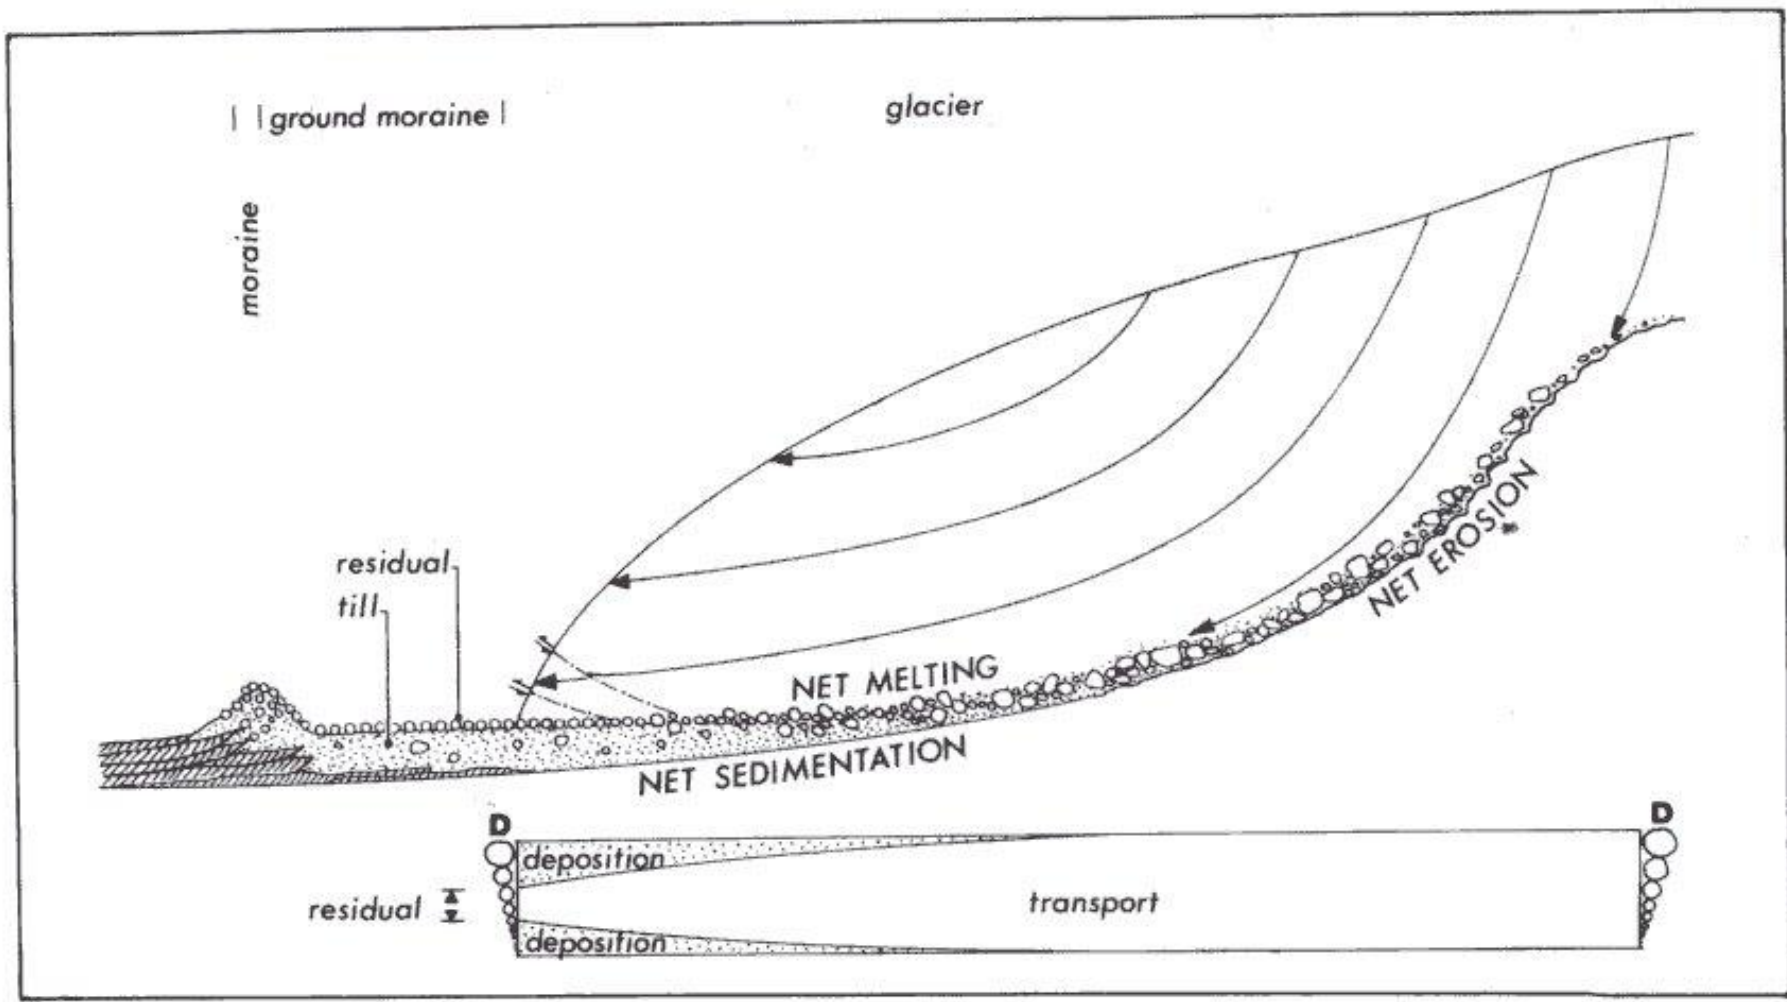 ground moraine
glacier
moraine
residual
till
NET MELTING
NET EROSION
NET SEDIMENTATION
D
D
deposition
residual
transport
deposition